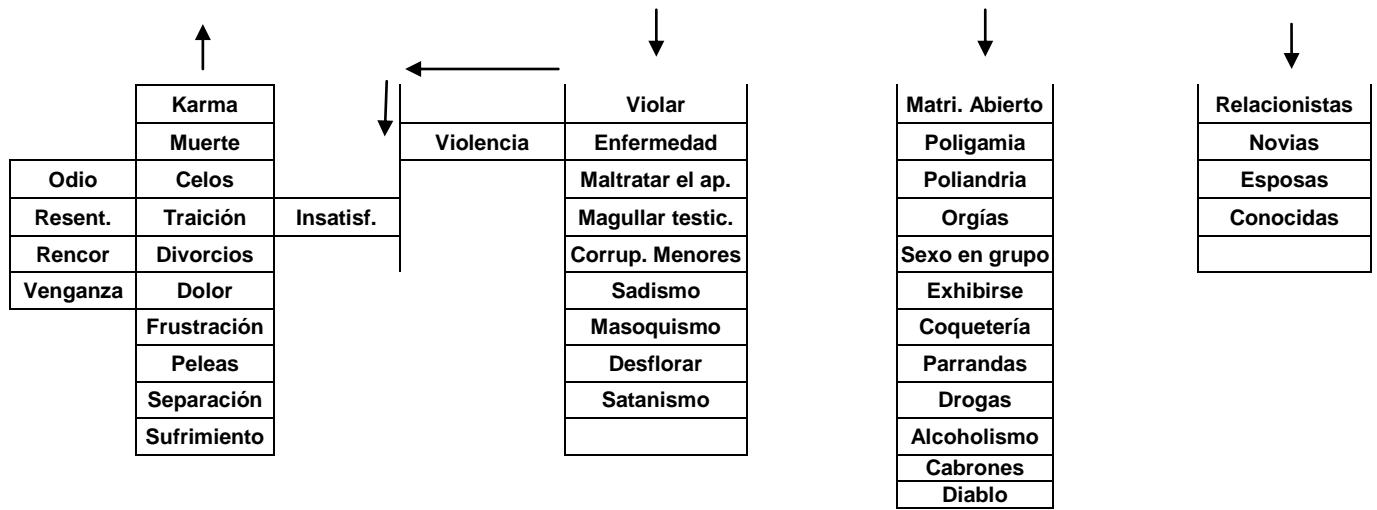 Karma Violar Matri. Abierto Relacionistas
Muerte Violencia Enfermedad Poligamia Novias
Odio Celos Maltratar el ap. Poliandria Esposas
Resent. Traición Insatisf. Magullar testic. Orgías Conocidas
Rencor Divorcios Corrup. Menores Sexo en grupo
Venganza Dolor Sadismo Exhibirse
Frustración Masoquismo Coquetería
Peleas Desflorar Parrandas
Separación Satanismo Drogas
Sufrimiento Alcoholismo
Cabrones
Diablo